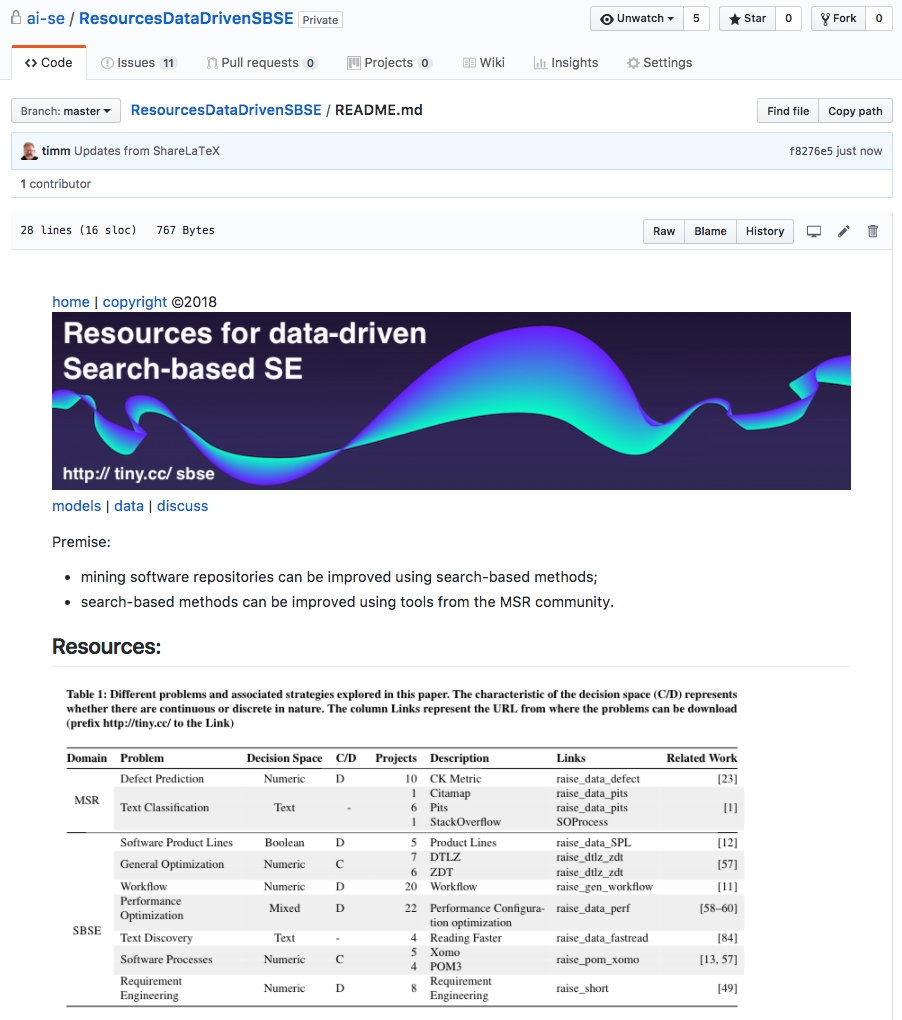 ai-se / ResourcesDataDrivenSBSE Private Unwatch 5 Star 0 Fork 0
Code Issues 11 Pull requests 0 Projects 0 Wiki Insights Settings
Branch: master ResourcesDataDrivenSBSE / README.md Find file Copy path
timm Updates from ShareLaTeX f8276e5 just now
1 contributor
28 lines (16 sloc) 767 Bytes Raw Blame History
home | copyright ©2018
Resources for data-driven
Search-based SE
http:// tiny.cc/ sbse
models | data | discuss
Premise:
• mining software repositories can be improved using search-based methods;
• search-based methods can be improved using tools from the MSR community.
Resources:
Table 1: Different problems and associated strategies explored in this paper. The characteristic of the decision space (C/D) represents
whether there are continuous or discrete in nature. The column Links represent the URL from where the problems can be download
(prefix http://tiny.cc/ to the Link)
Domain Problem Decision Space C/D Projects Description Links Related Work
Defect Prediction Numeric D 10 CK Metric raise_data_defect [23]
1 Citamap raise_data_pits
MSR Text Classification Text - 6 Pits raise_data_pits [1]
1 StackOverflow SOProcess
Software Product Lines Boolean D 5 Product Lines raise_data_SPL [12]
General Optimization Numeric C 7 DTLZ raise_dtlz_zdt [57]
6 ZDT raise_dtlz_zdt
Workflow Numeric D 20 Workflow raise_gen_workflow [11]
Performance
Optimization Mixed D 22 Performance Configura- raise_data_perf [58–60]
tion optimization
SBSE
Text Discovery Text - 4 Reading Faster raise_data_fastread [84]
Software Processes Numeric C 5 Xomo raise_pom_xomo [13, 57]
4 POM3
Requirement
Engineering Numeric D 8 Requirement raise_short [49]
Engineering